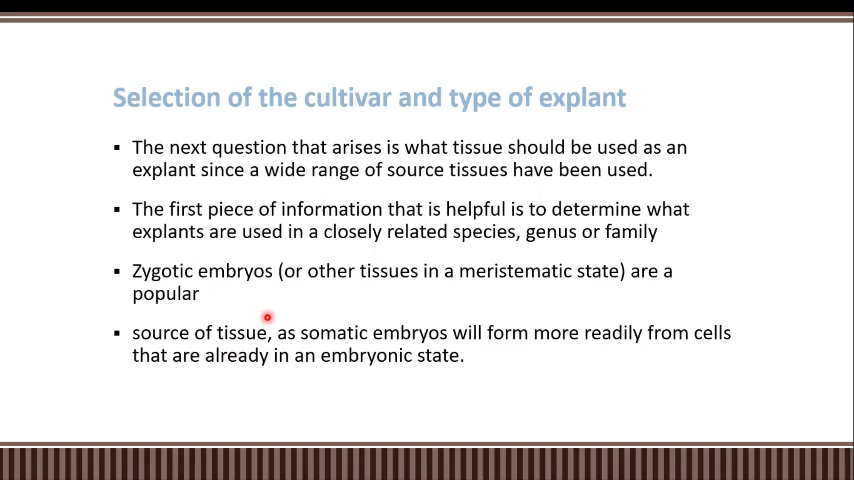 Selection of the cultivar and type of explant
▪ The next question that arises is what tissue should be used as an
explant since a wide range of source tissues have been used.
▪ The first piece of information that is helpful is to determine what
explants are used in a closely related species, genus or family
▪ Zygotic embryos (or other tissues in a meristematic state) are a
popular
▪ source of tissue, as somatic embryos will form more readily from cells
that are already in an embryonic state.